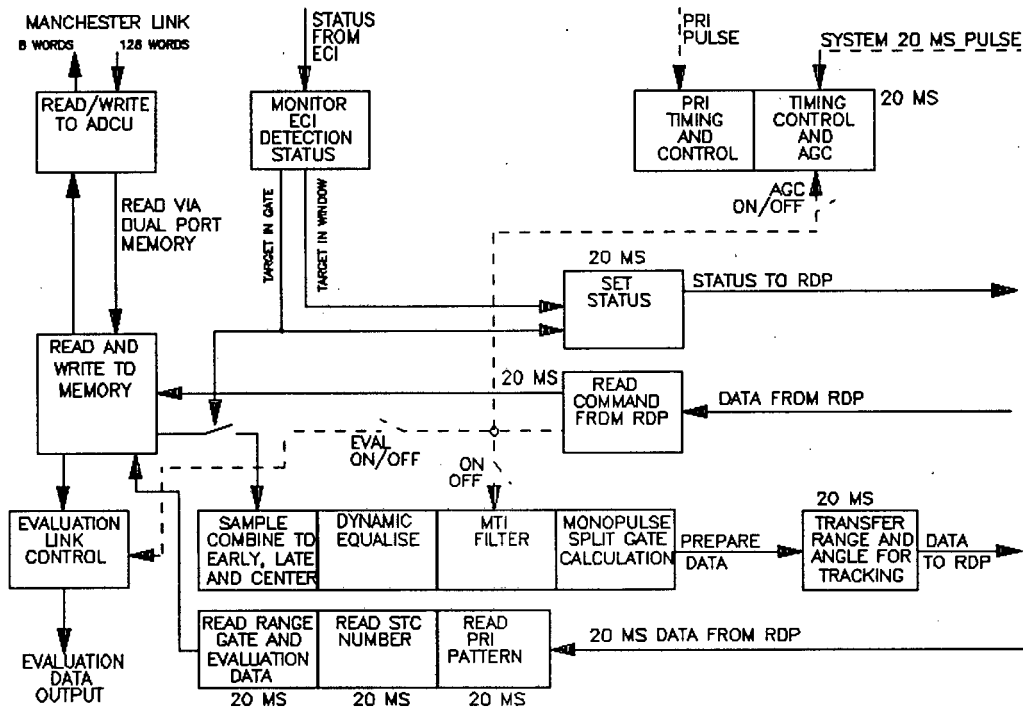 MANCHESTER LINK
8 WORDS
128 WORDS
STATUS
FROM
ECI
PRI
PULSE
SYSTEM 20 MS PULSE
READ/WRITE
TO ADCU
MONITOR
ECI
DETECTION
STATUS
PRI
TIMING
AND
CONTROL
TIMING
CONTROL
AND
AGC
20 MS
READ VIA
DUAL PORT
MEMORY
TARGET IN GATE
TARGET IN WINDOW
AGC
ON/OFF
20 MS
SET
STATUS
STATUS TO RDP
READ AND
WRITE TO
MEMORY
20 MS
READ
COMMAND
FROM RDP
DATA FROM RDP
EVAL
ON/OFF
ON
OFF
EVALUATION
LINK
CONTROL
SAMPLE
COMBINE TO
EARLY, LATE
AND CENTER
DYNAMIC
EQUALISE
MTI
FILTER
MONOPULSE
SPLIT GATE
CALCULATION
PREPARE
DATA
20 MS
TRANSFER
RANGE AND
ANGLE FOR
TRACKING
DATA
TO RDP
READ RANGE
GATE AND
EVALUATION
DATA
READ STC
NUMBER
READ
PRI
PATTERN
20 MS DATA FROM RDP
EVALUATION
DATA
OUTPUT
20 MS
20 MS
20 MS